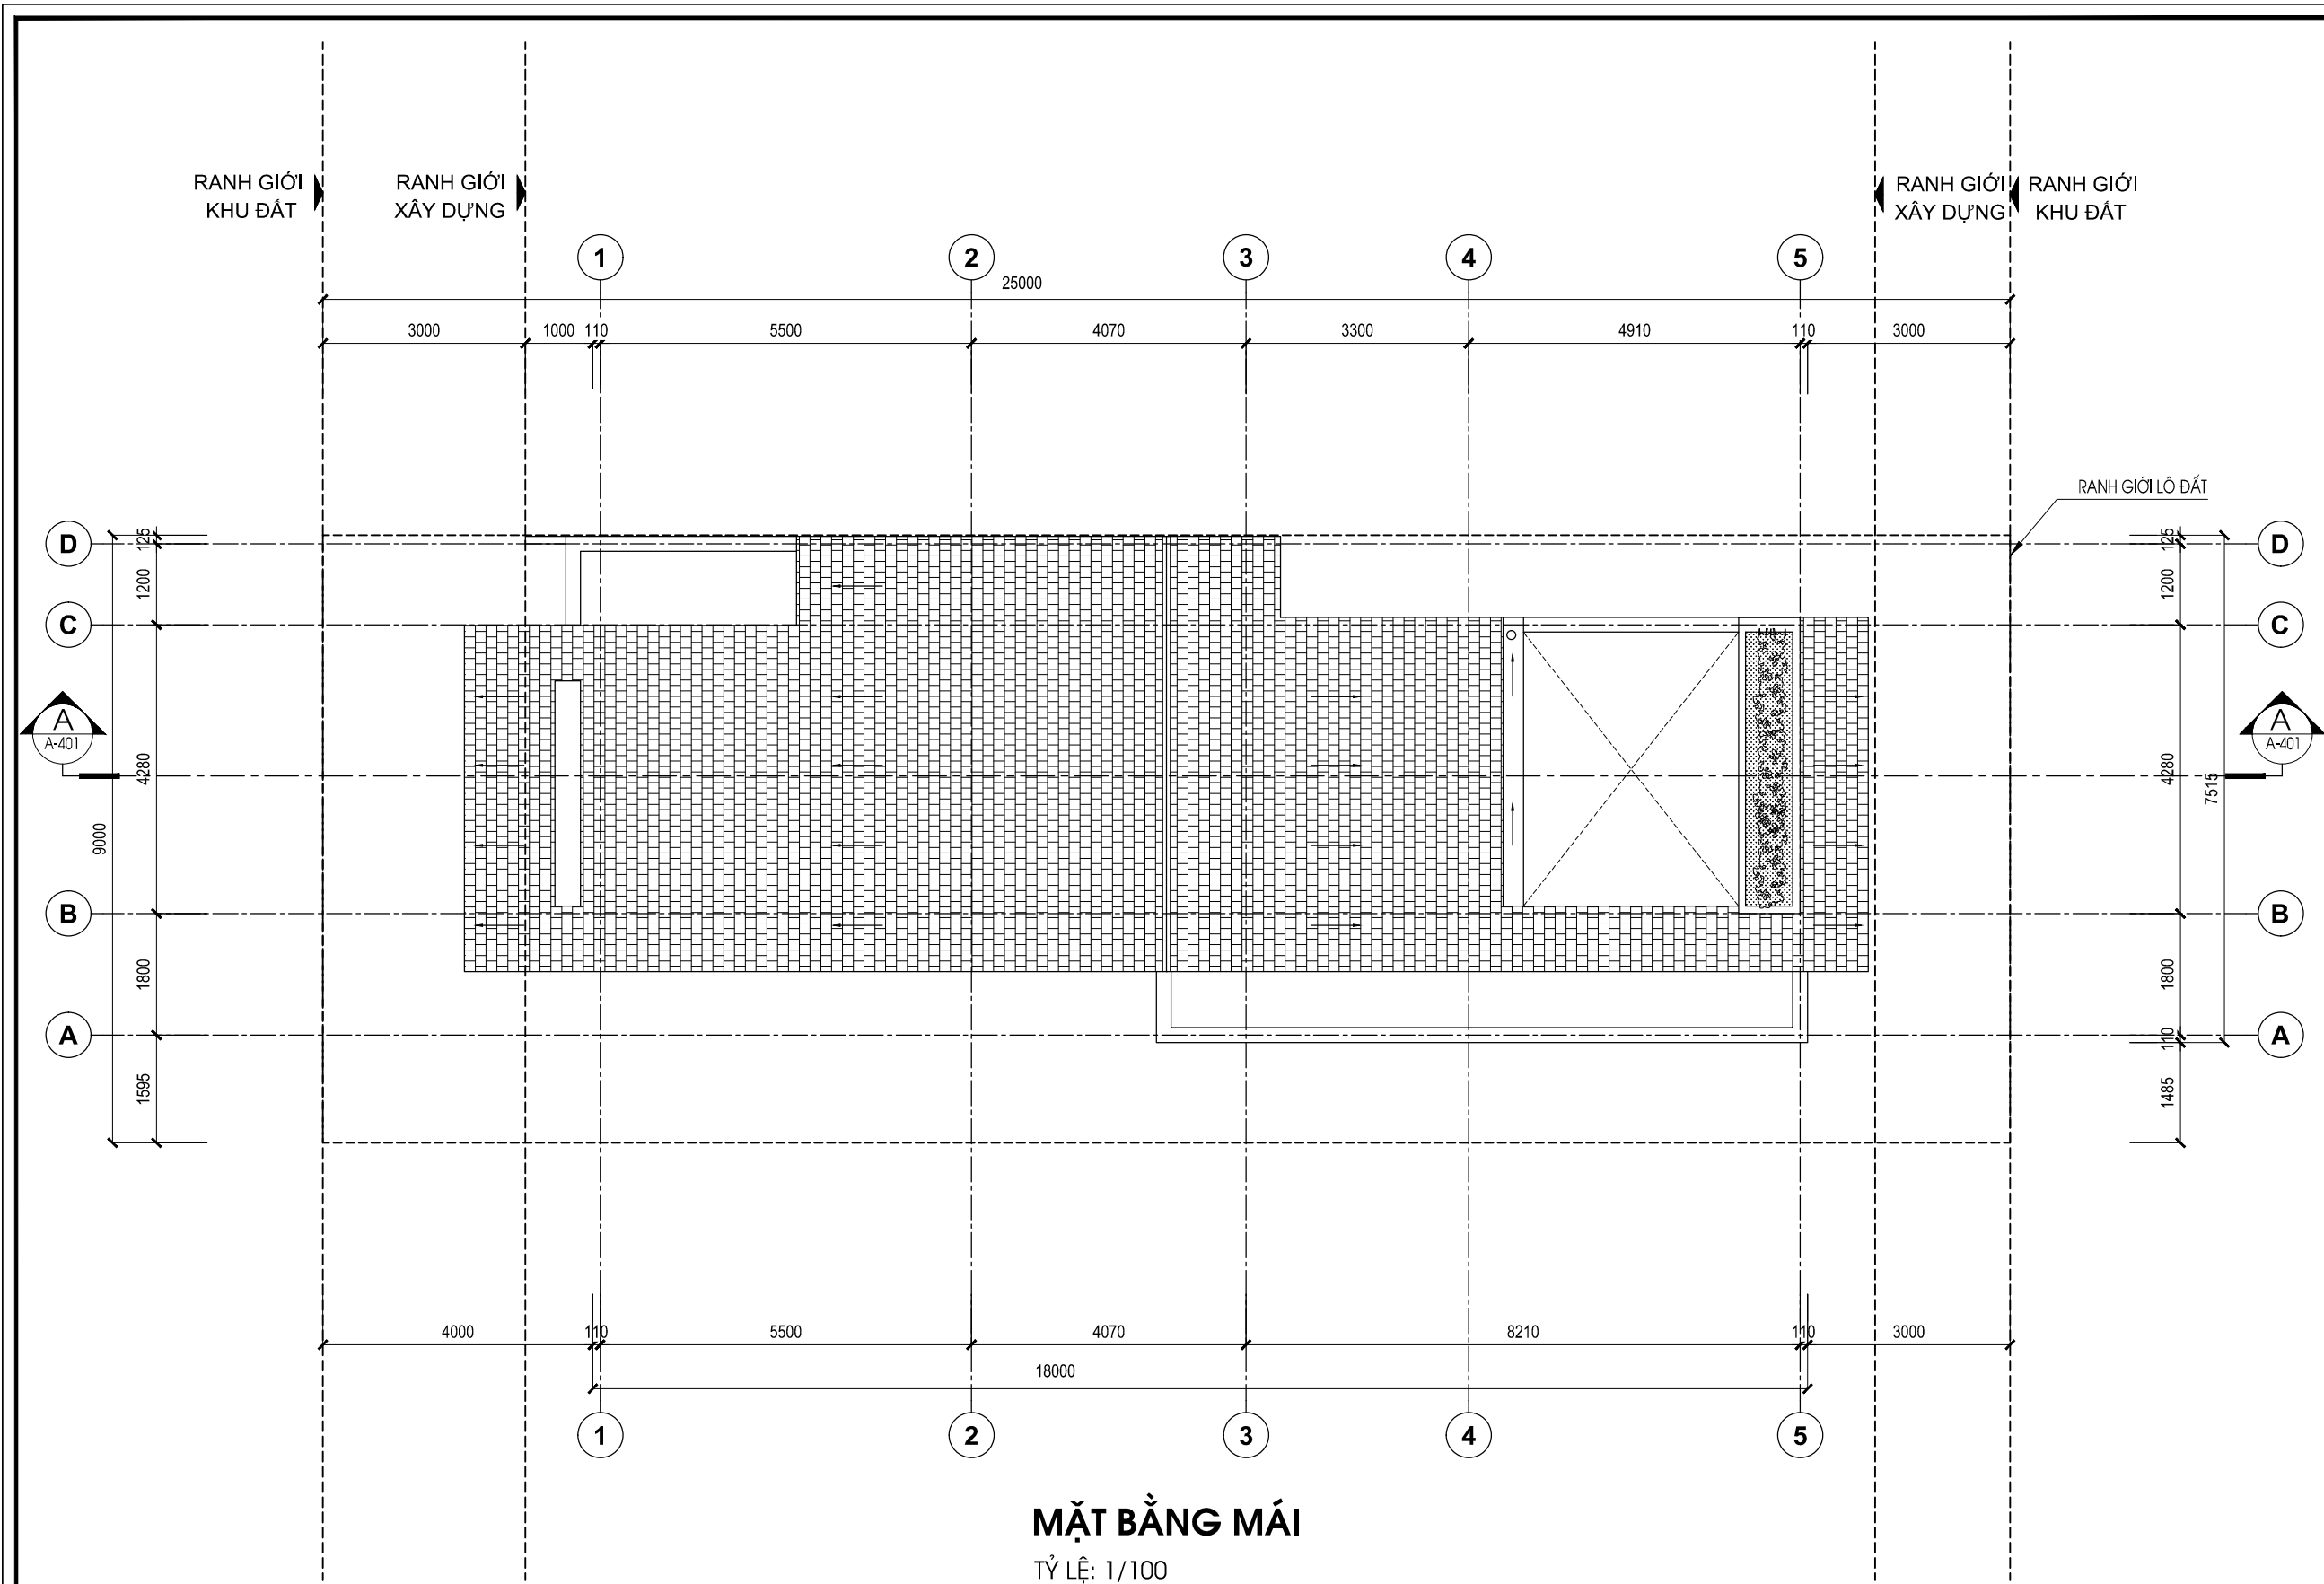 RANH GIỚI
KHU ĐẤT
RANH GIỚI
XÂY DỰNG
RANH GIỚI
XÂY DỰNG
RANH GIỚI
KHU ĐẤT
1
2
3
4
5
25000
3000
1000
110
5500
4070
3300
4910
110
3000
RANH GIỚI LÔ ĐẤT
D
125
1200
C
A
A-401
4280
9000
B
1800
A
1595
125
D
1200
C
A
A-401
4280
7515
B
1800
110
A
1485
4000
110
5500
4070
8210
110
3000
18000
1
2
3
4
5
MẶT BẰNG MÁI
TỶ LỆ: 1/100